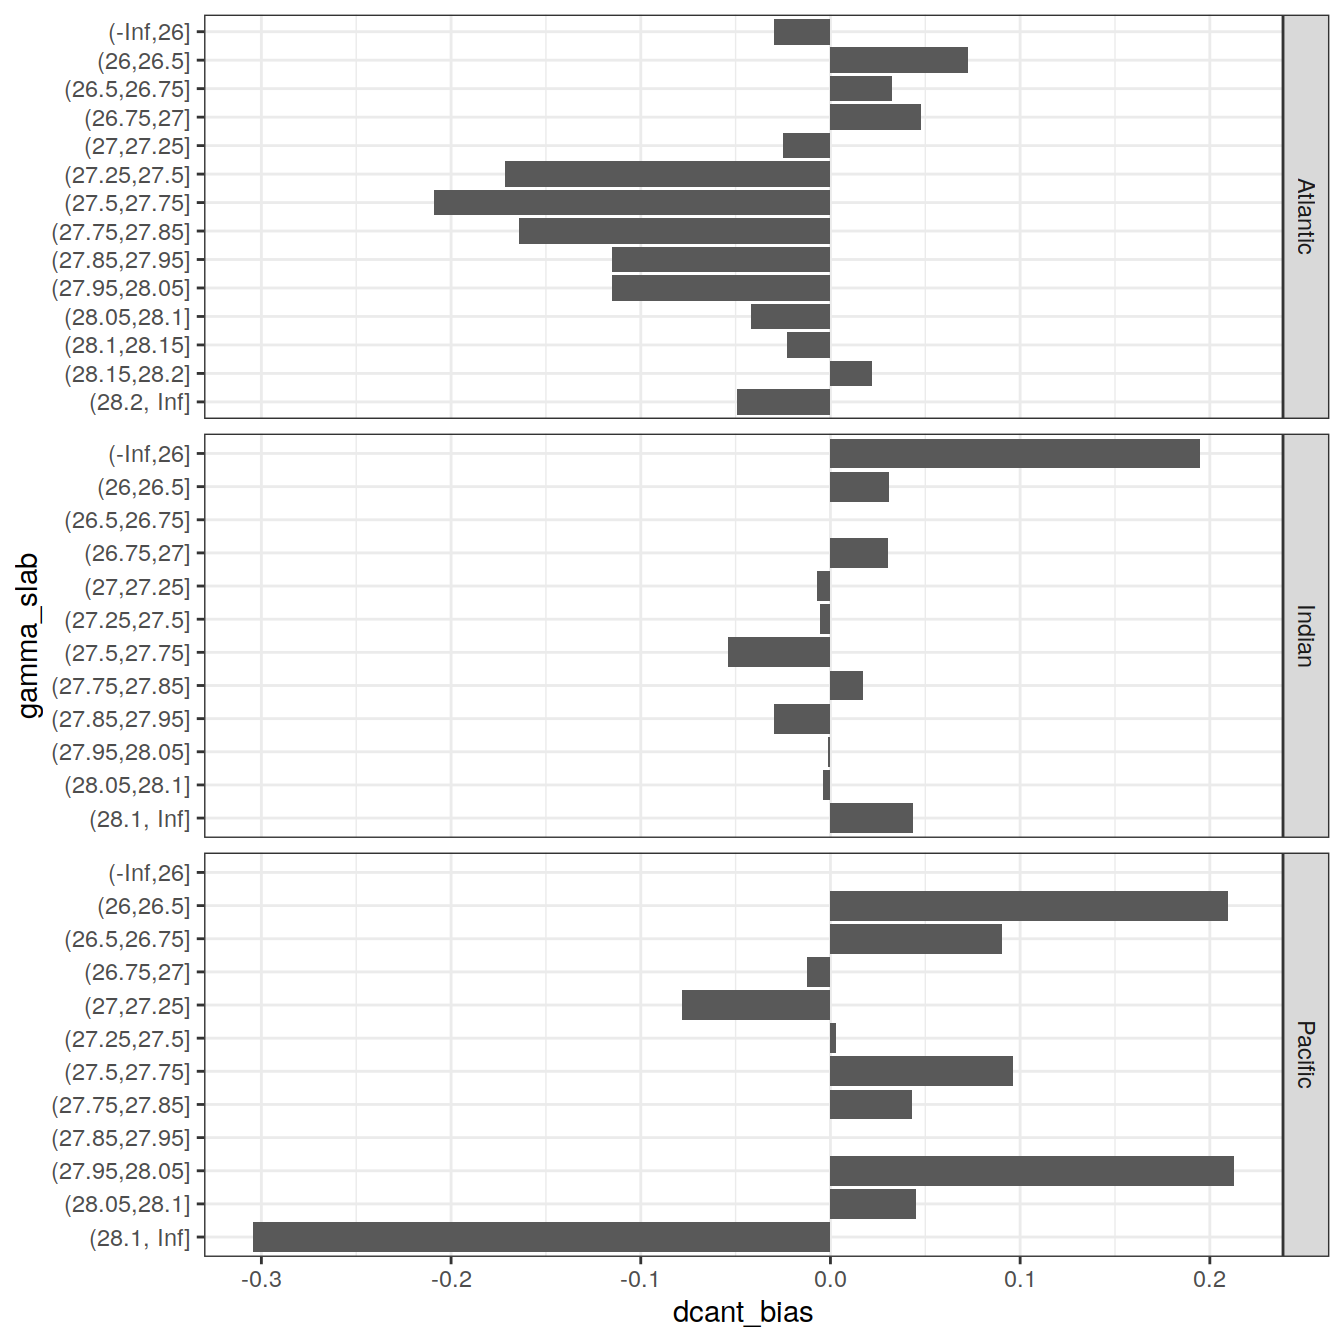 (-Inf,26]
(26,26.5]
(26.5,26.75]
(26.75,27]
(27,27.25]
(27.25,27.5]
(27.5,27.75]
(27.75,27.85]
(27.85,27.95]
(27.95,28.05]
(28.05,28.1]
(28.1,28.15]
(28.15,28.2]
(28.2, Inf]
Atlantic
(-Inf,26]
(26,26.5]
(26.5,26.75]
(26.75,27]
(27,27.25]
(27.25,27.5]
(27.5,27.75]
(27.75,27.85]
(27.85,27.95]
(27.95,28.05]
(28.05,28.1]
(28.1, Inf]
Indian
gamma_slab
(-Inf,26]
(26,26.5]
(26.5,26.75]
(26.75,27]
(27,27.25]
(27.25,27.5]
(27.5,27.75]
(27.75,27.85]
(27.85,27.95]
(27.95,28.05]
(28.05,28.1]
(28.1, Inf]
Pacific
-0.3 -0.2 -0.1 0.0 0.1 0.2
dcant_bias